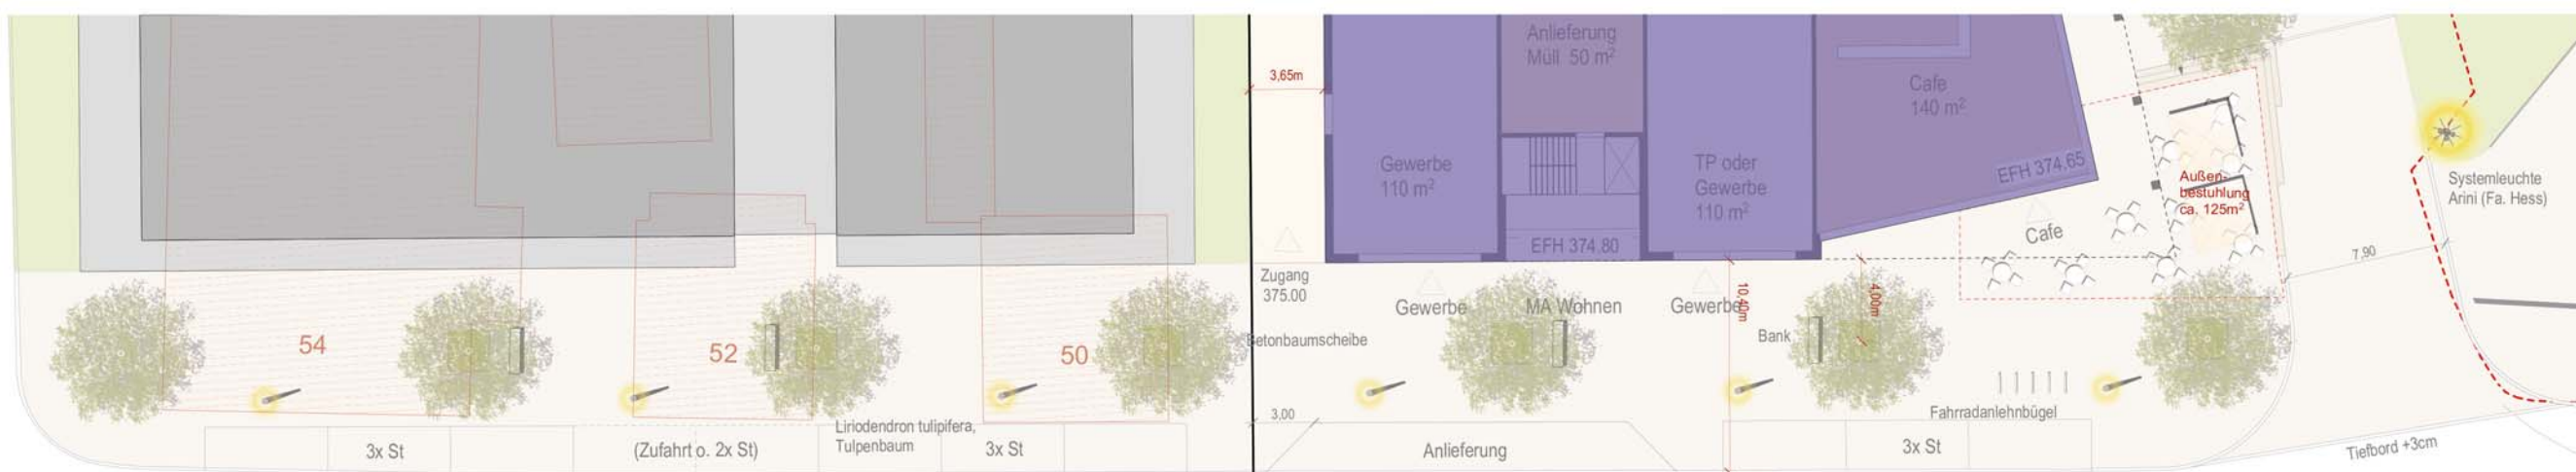 Anlieferung
Müll 50 m²
3,65m
Cafe
140 m²
Gewerbe
110 m²
TP oder
Gewerbe
110 m²
EFH 374.65
Außen-
bestuhlung
ca. 125m²
Systemleuchte
Arini (Fa. Hess)
EFH 374.80
Cafe
7,90
Zugang
375.00
Gewerbe
MA Wohnen
Gewerbe
10,40m
4,00m
54
52
50
Betonbaumscheibe
Bank
3.00
Fahrradanlehnbügel
Liriodendron tulipifera,
Tulpenbaum
3x St
(Zufahrt o. 2x St)
3x St
Anlieferung
3x St
Tiefbord +3cm